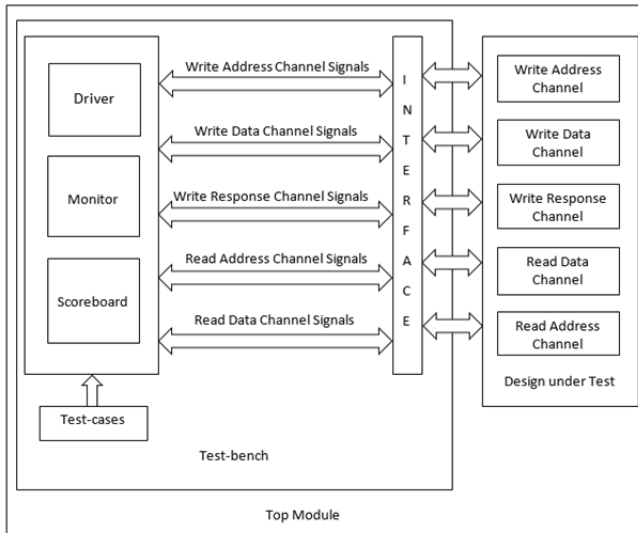 Driver
Monitor
Scoreboard
Test-cases
Write Address Channel Signals
Write Data Channel Signals
Write Response Channel Signals
Read Address Channel Signals
Read Data Channel Signals
I
N
T
E
R
F
A
C
E
Write Address
Channel
Write Data
Channel
Write Response
Channel
Read Data
Channel
Read Address
Channel
Design under Test
Test-bench
Top Module